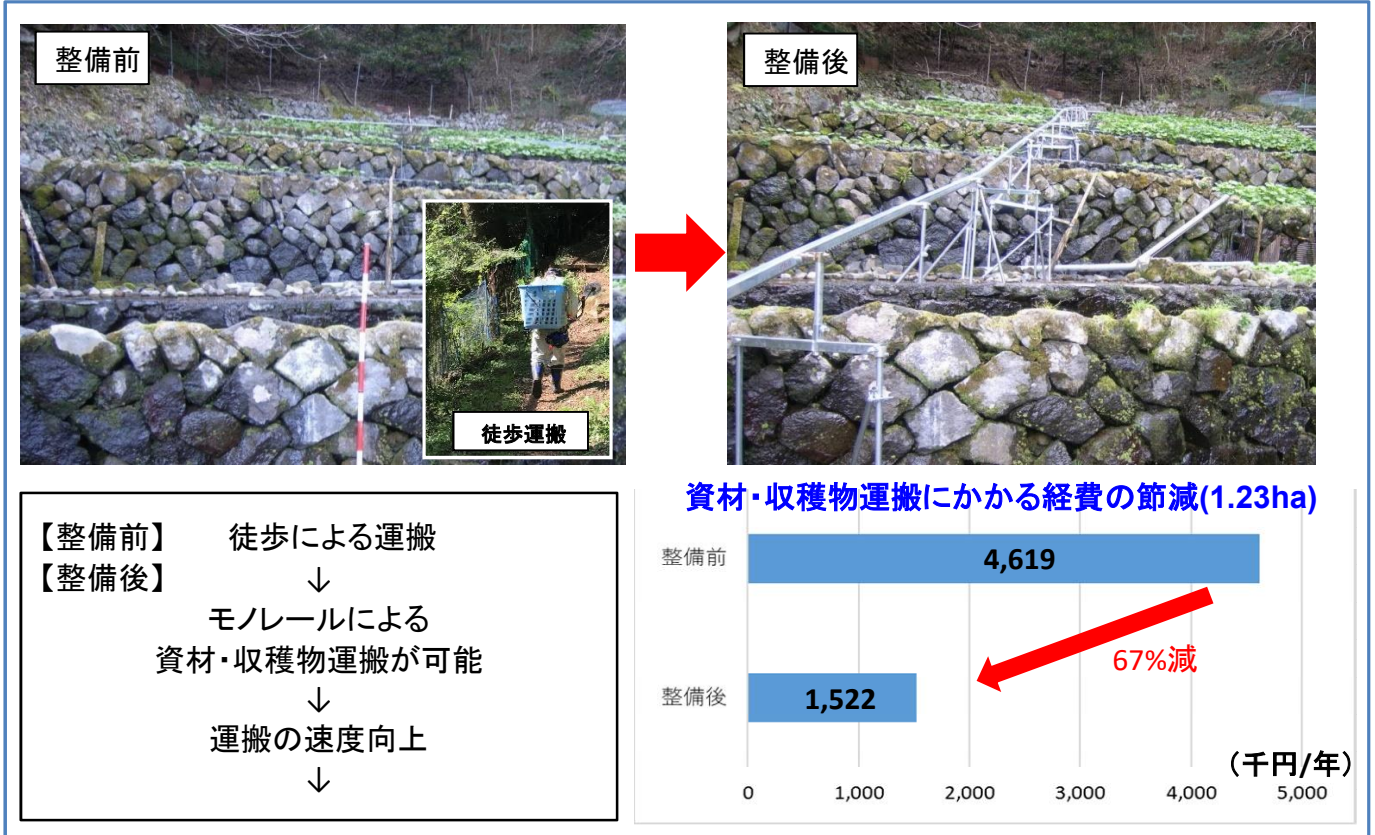 整備前
整備後
徒歩運搬
【整備前】 徒歩による運搬
【整備後】 ↓
モノレールによる
資材・収穫物運搬が可能
↓
運搬の速度向上
↓
資材・収穫物運搬にかかる経費の節減(1.23ha)
整備前
4,619
67%減
整備後
1,522
(千円/年)
0 1,000 2,000 3,000 4,000 5,000